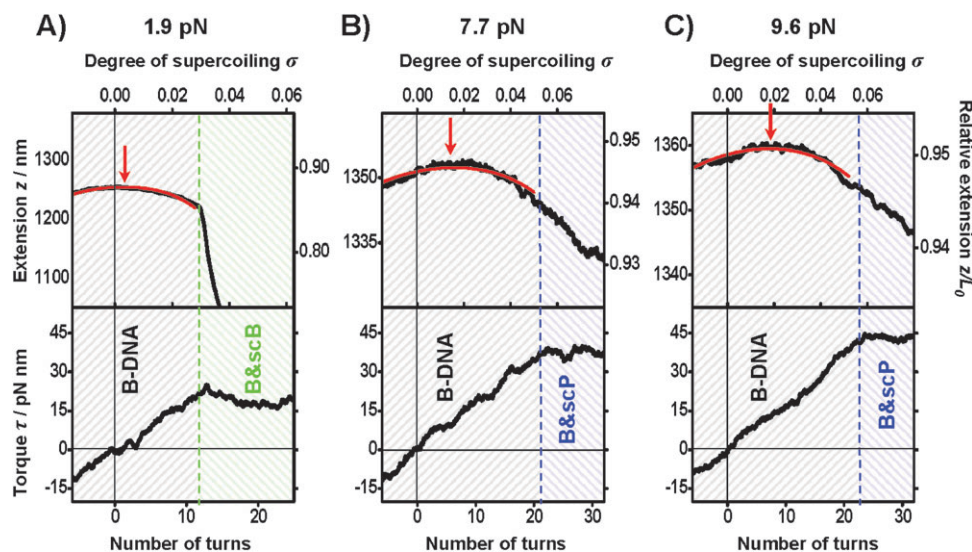 A) 1.9 pN
B) 7.7 pN
C) 9.6 pN
Degree of supercoiling σ
Degree of supercoiling σ
Degree of supercoiling σ
0.00 0.02 0.04 0.06
0.00 0.02 0.04 0.06
0.00 0.02 0.04 0.06
Extension z / nm
1300
1200
1100
0.90
0.80
1350
1335
0.95
0.94
0.93
1360
1350
1340
0.95
0.94
Relative extension z/L0
Torque τ / pN nm
45
30
15
0
-15
B-DNA
B&scB
45
30
15
0
-15
B-DNA
B&scP
45
30
15
0
-15
B-DNA
B&scP
0 10 20
0 10 20 30
0 10 20 30
Number of turns
Number of turns
Number of turns